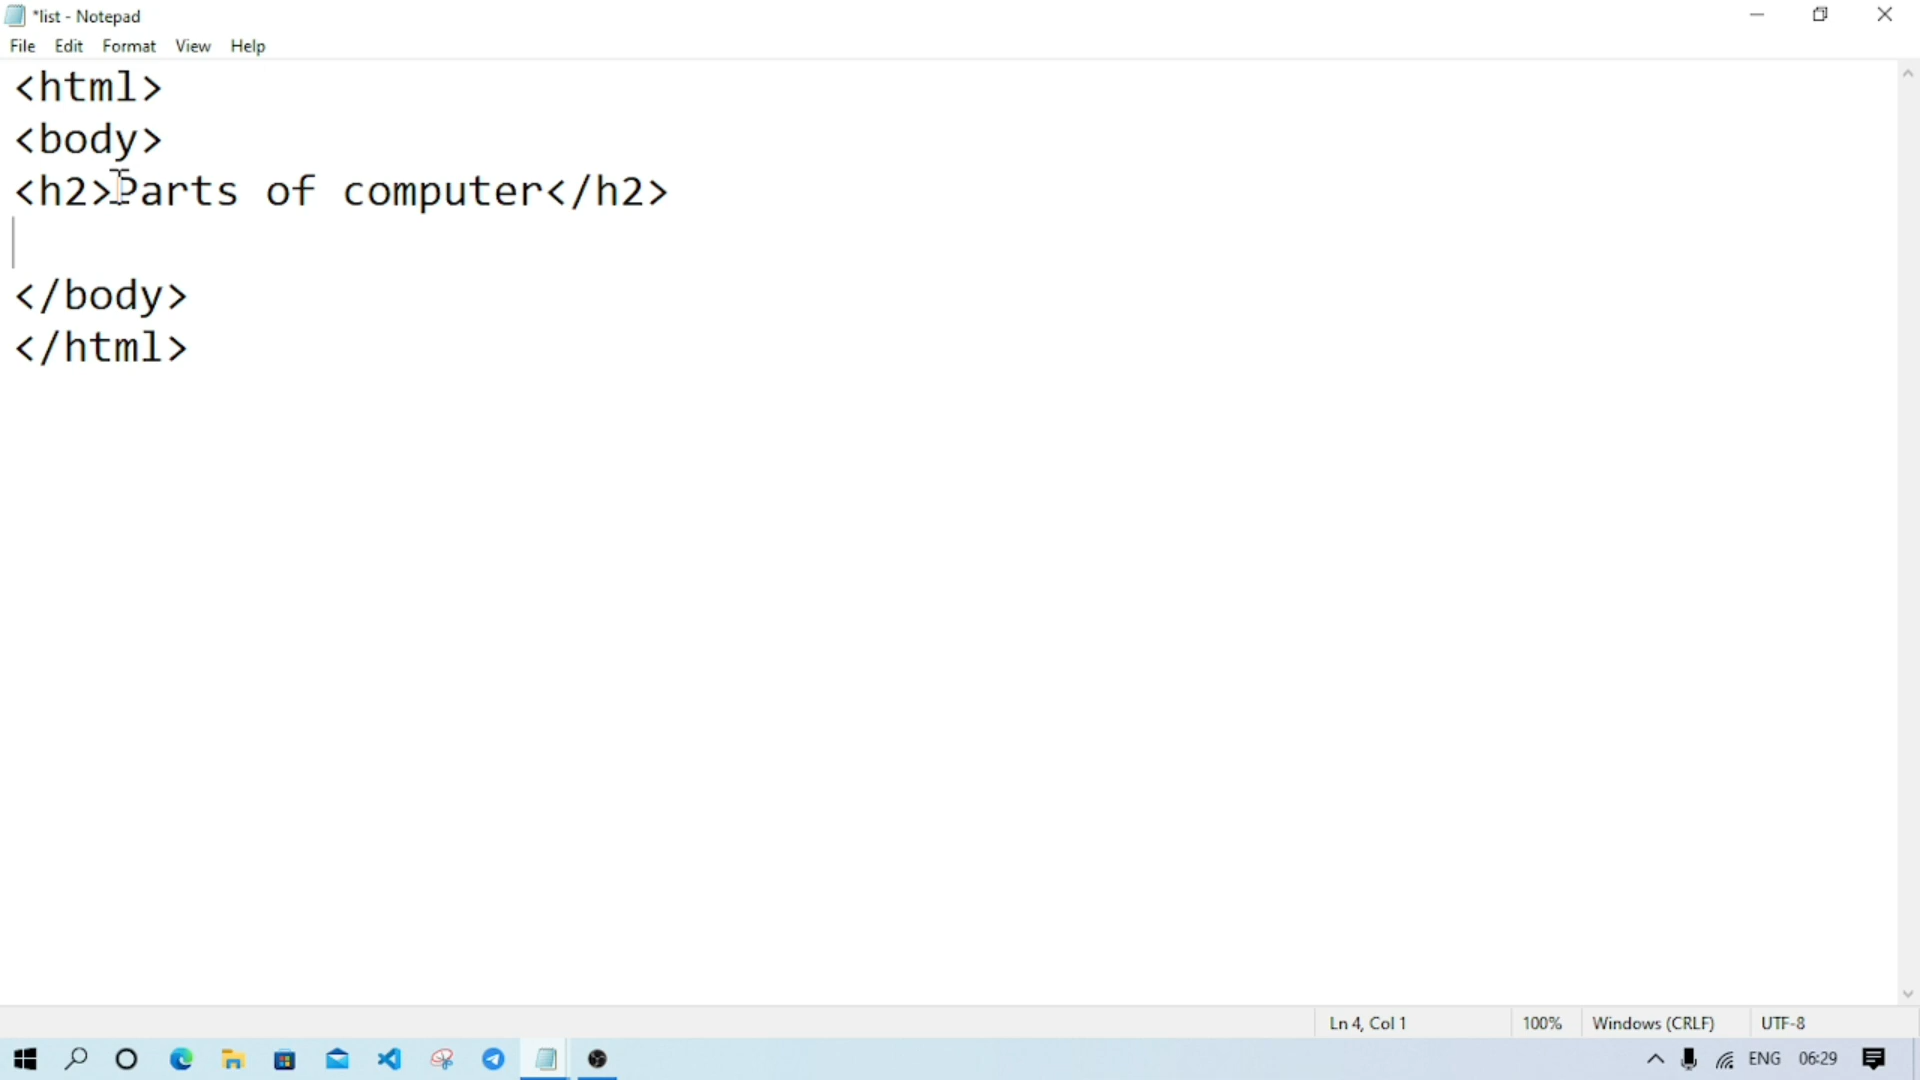 *list - Notepad
File Edit Format View Help
<html>
<body>
<h2>Parts of computer</h2>
</body>
</html>
Ln 4, Col 1 100% Windows (CRLF) UTF-8
ENG 06:29